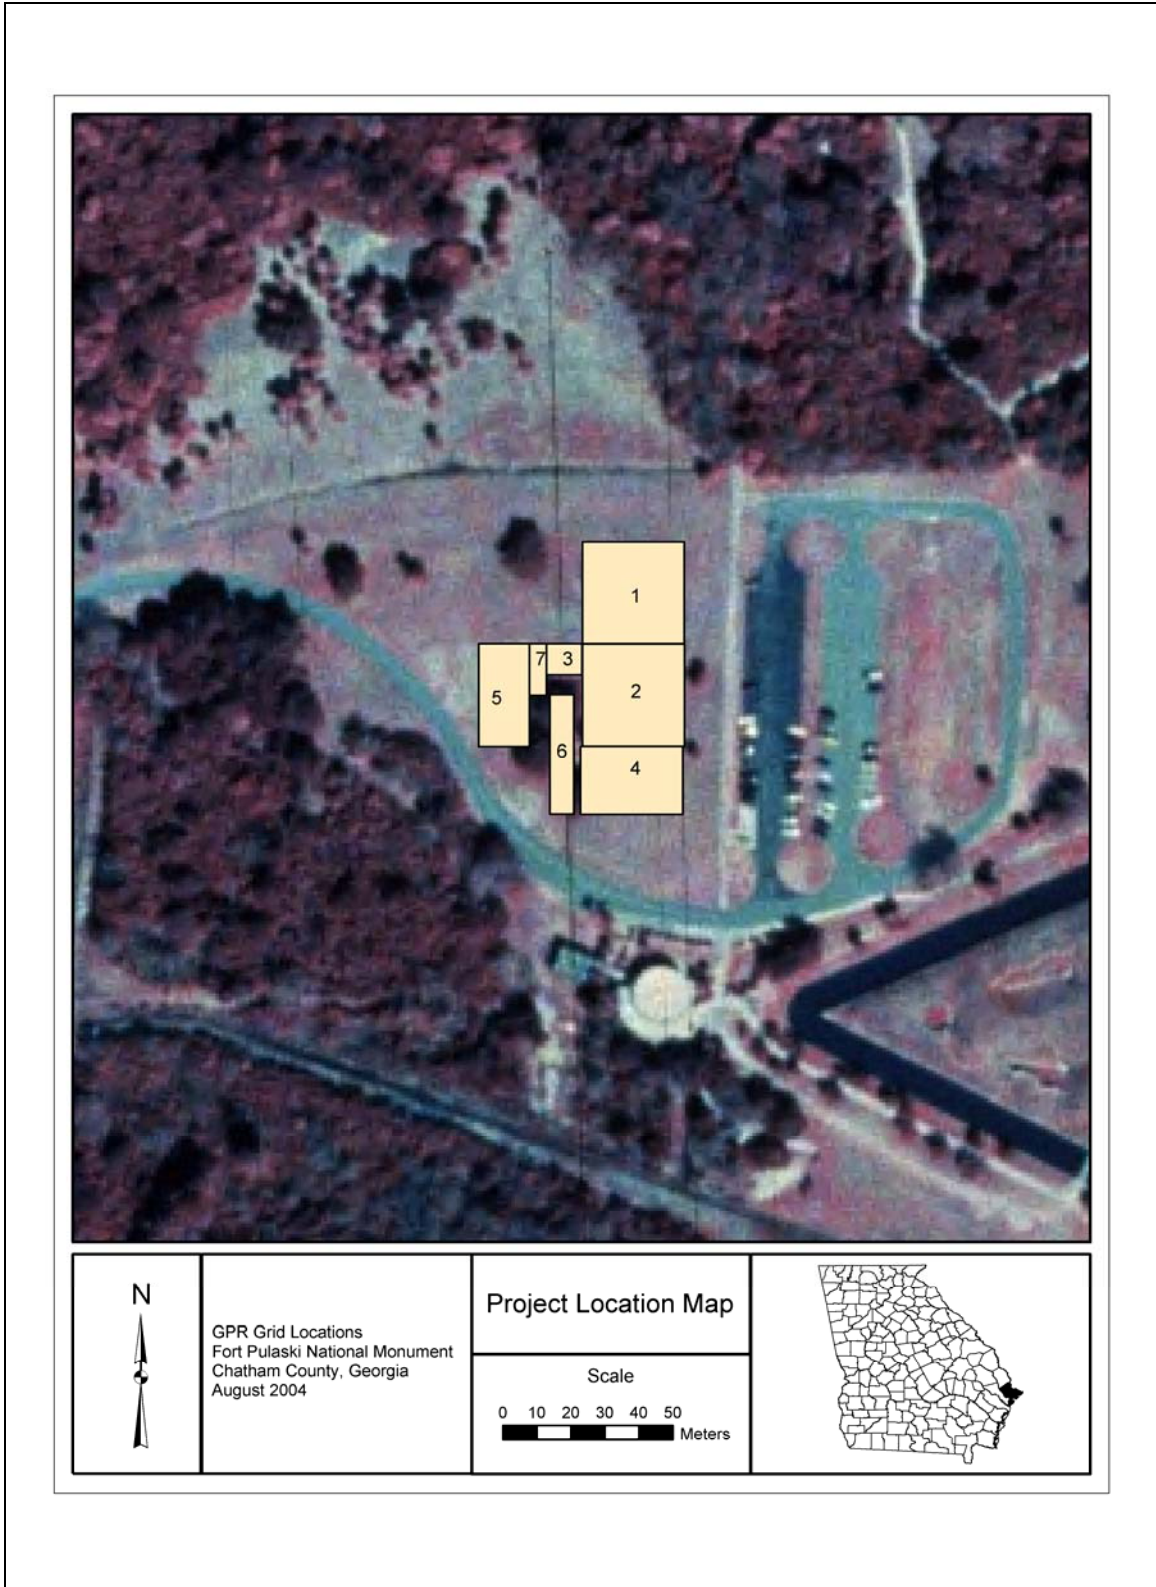 1
7
3
5
2
6
4
N
GPR Grid Locations
Fort Pulaski National Monument
Chatham County, Georgia
August 2004
Project Location Map
Scale
0 10 20 30 40 50
Meters